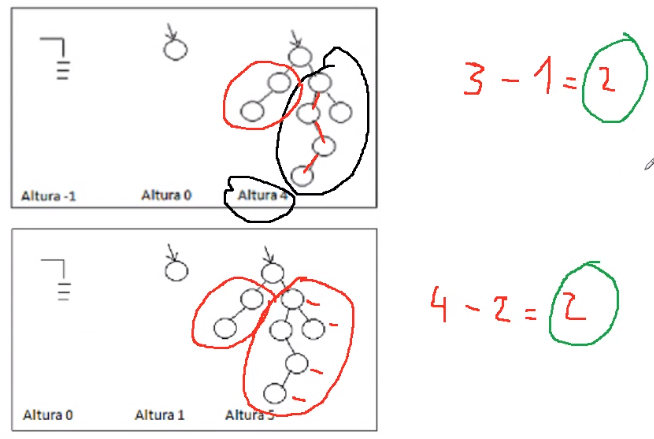 3 - 1 = 2
Altura -1 Altura 0 Altura 4
4 - 2 = 2
Altura 0 Altura 1 Altura 5